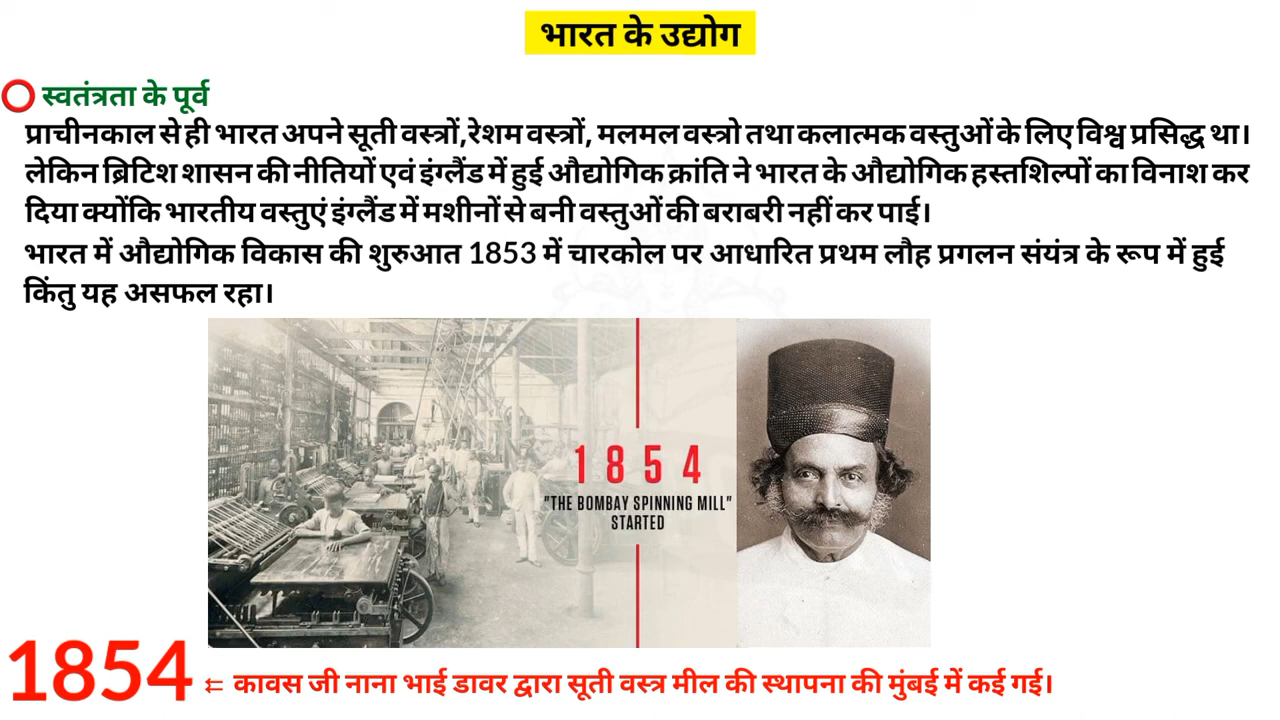 भारत के उद्योग
स्वतंत्रता के पूर्व
प्राचीनकाल से ही भारत अपने सूती वस्त्रों,रेशम वस्त्रों, मलमल वस्त्रो तथा कलात्मक वस्तुओं के लिए विश्व प्रसिद्ध था।
लेकिन ब्रिटिश शासन की नीतियों एवं इंग्लैंड में हुई औद्योगिक क्रांति ने भारत के औद्योगिक हस्तशिल्पों का विनाश कर
दिया क्योंकि भारतीय वस्तुएं इंग्लैंड में मशीनों से बनी वस्तुओं की बराबरी नहीं कर पाई।
भारत में औद्योगिक विकास की शुरुआत 1853 में चारकोल पर आधारित प्रथम लौह प्रगलन संयंत्र के रूप में हुई
किंतु यह असफल रहा।
1854
"THE BOMBAY SPINNING MILL"
STARTED
1854 ⇇ कावस जी नाना भाई डावर द्वारा सूती वस्त्र मील की स्थापना की मुंबई में कई गई।